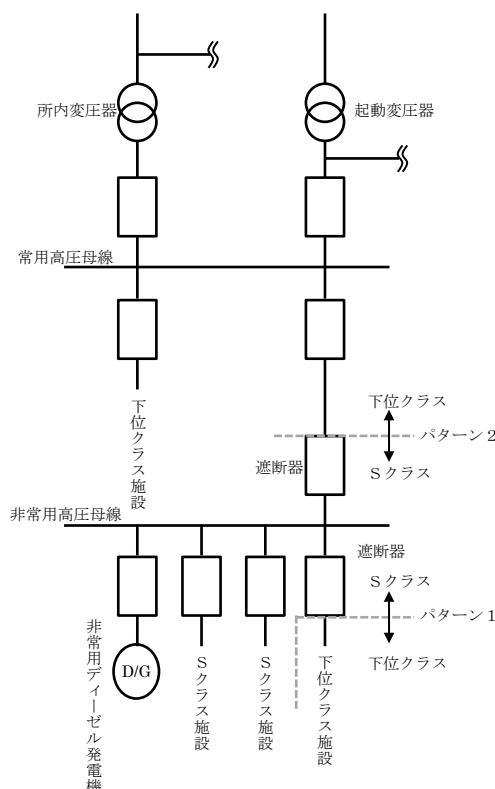 所内変圧器
起動変圧器
常用高圧母線
下位クラス施設
下位クラス
パターン２
遮断器
Ｓクラス
非常用高圧母線
遮断器
Ｓクラス
パターン１
下位クラス
非常用ディーゼル発電機
D/G
Ｓクラス施設
Ｓクラス施設
下位クラス施設